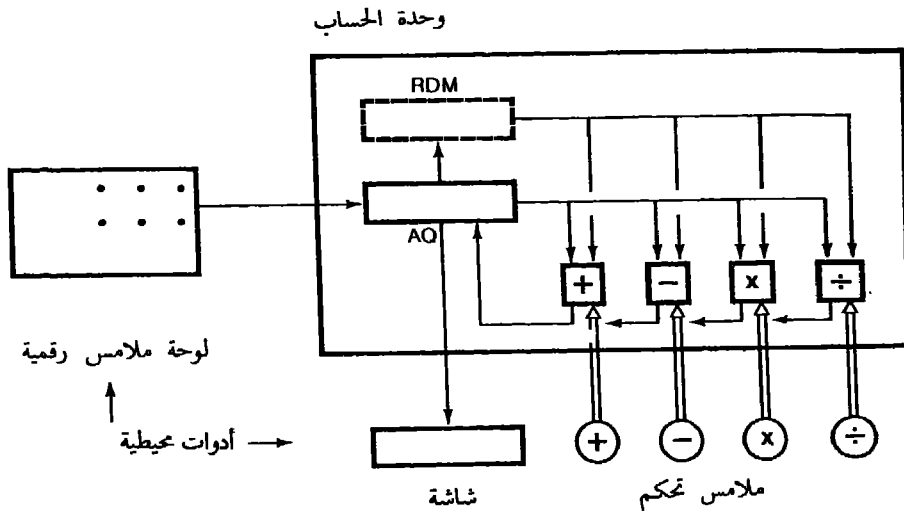 وحدة الحساب
RDM
AQ
+ − x ÷
لوحة ملامس رقمية
أدوات محيطية
+ − x ÷
شاشة
ملامس تحكم